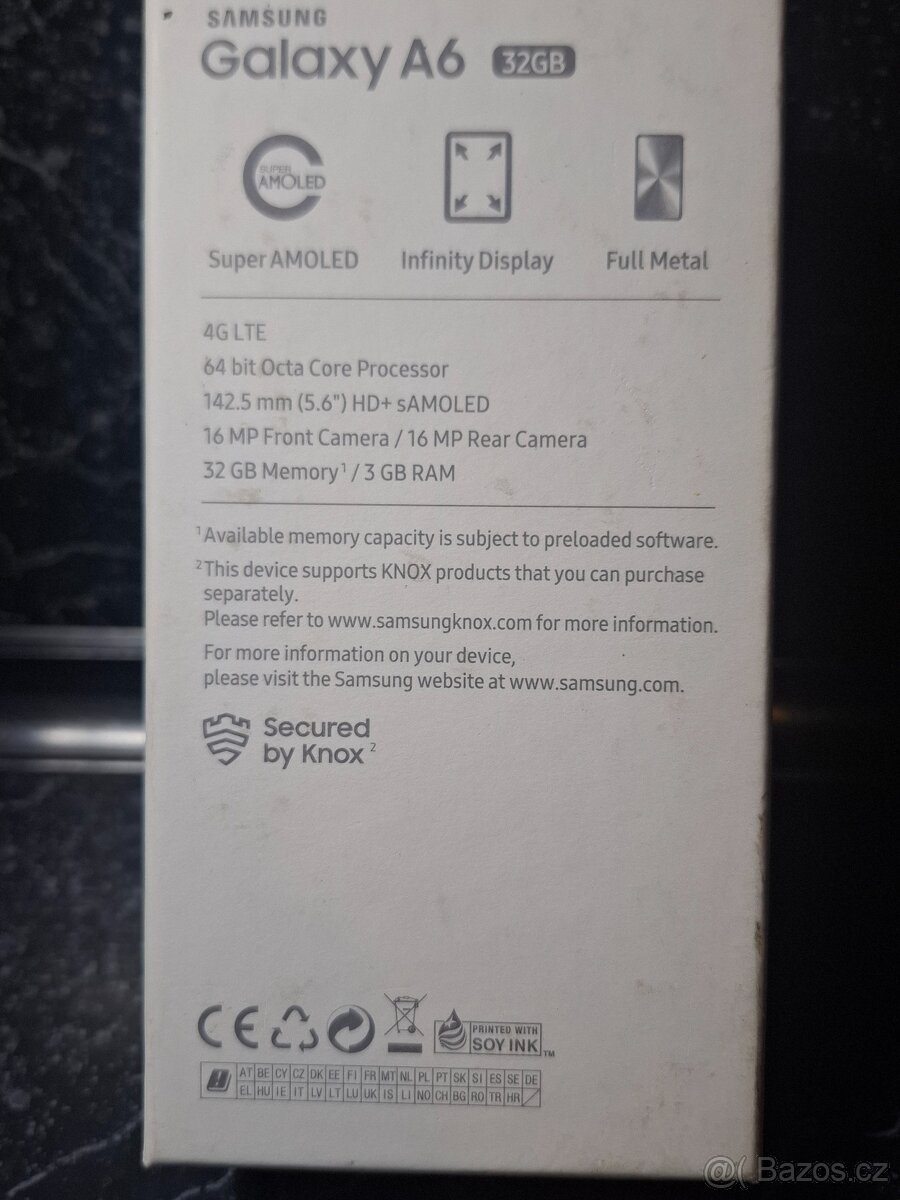 SAMSUNG
Galaxy A6 32GB
SUPER
AMOLED
Super AMOLED Infinity Display Full Metal
4G LTE
64 bit Octa Core Processor
142.5 mm (5.6") HD+ sAMOLED
16 MP Front Camera / 16 MP Rear Camera
32 GB Memory¹ / 3 GB RAM
¹Available memory capacity is subject to preloaded software.
²This device supports KNOX products that you can purchase
separately.
Please refer to www.samsungknox.com for more information.
For more information on your device,
please visit the Samsung website at www.samsung.com.
Secured
by Knox²
CE
PRINTED WITH
SOY INK™
AT BE CY CZ DK EE FI FR MT NL PL PT SK SI ES SE DE
EL HU IE IT LV LT LU UK IS LI NO CH BG RO TR HR
@( Bazos.cz